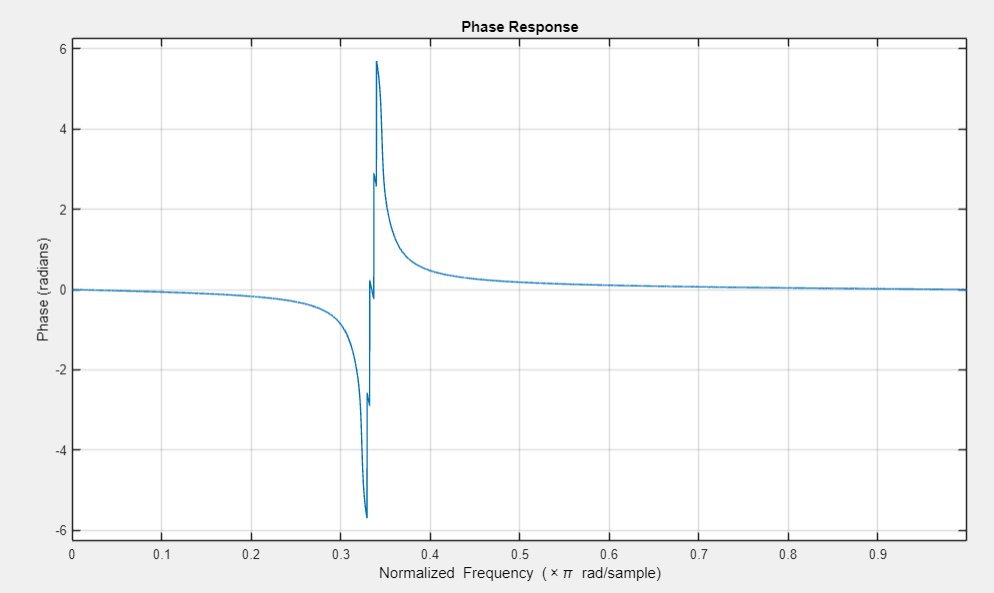 Phase Response
6
4
2
0
-2
-4
-6
Phase (radians)
0 0.1 0.2 0.3 0.4 0.5 0.6 0.7 0.8 0.9
Normalized Frequency (×π rad/sample)